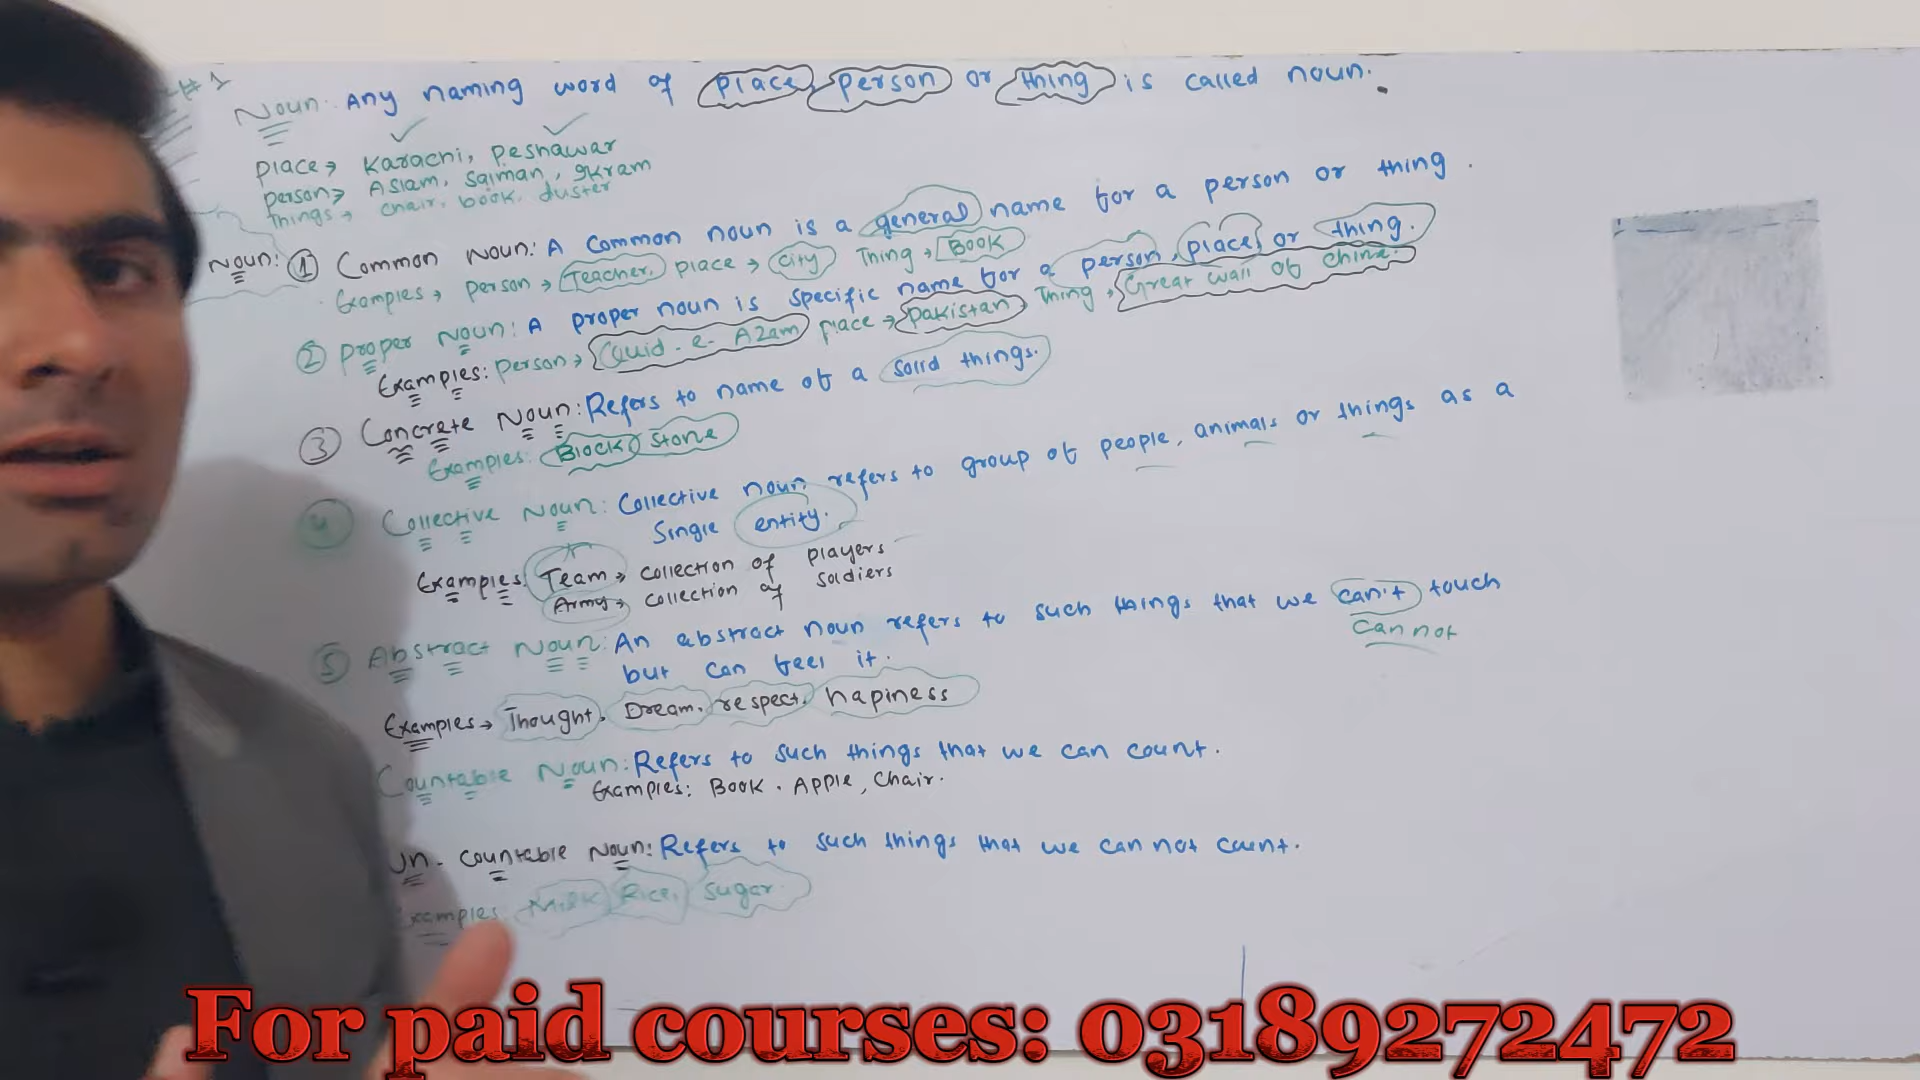 #1
Noun: Any naming word of place, person or thing is called noun.
place→ Karachi, Peshawar
person→ Aslam, Salman, Ikram
things→ chair, book, duster
Noun: ① Common Noun: A Common noun is a general name for a person or thing.
Examples→ person→ Teacher, place→ City Thing→ Book
② Proper Noun: A proper noun is specific name for a person, place, or thing.
Examples: person→ Quid-e-Azam place→ Pakistan Thing→ Great wall of China.
③ Concrete Noun: Refers to name of a solid things.
Examples: Block, Stone
4 Collective Noun: Collective noun refers to group of people, animals or things as a
Single entity.
Examples: Team→ collection of players
Army→ collection of soldiers
⑤ Abstract Noun: An abstract noun refers to such things that we can't touch
cannot
but can feel it.
Examples→ Thought, Dream, respect, hapiness
Countable Noun: Refers to such things that we can count.
Examples: Book, Apple, Chair.
Un-countable Noun: Refers to such things that we can not count.
Examples: Milk Rice, Sugar
For paid courses: 03189272472